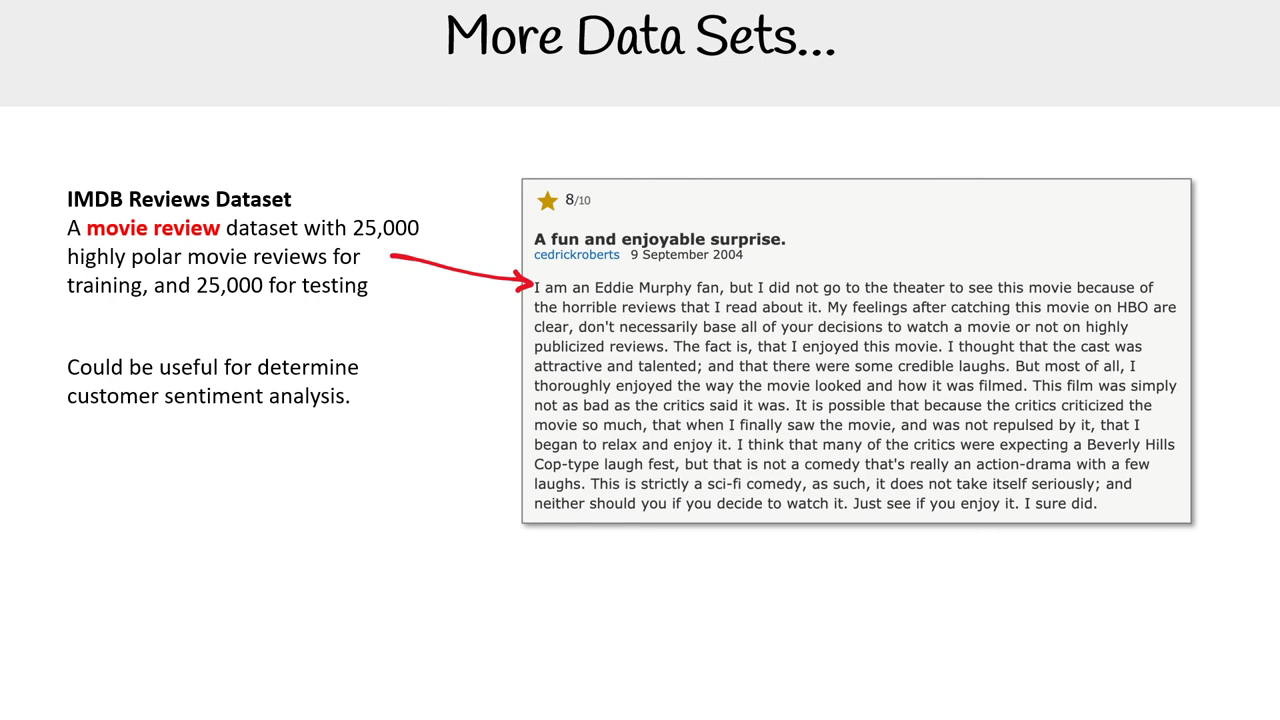 More Data Sets...
IMDB Reviews Dataset
A movie review dataset with 25,000
highly polar movie reviews for
training, and 25,000 for testing
Could be useful for determine
customer sentiment analysis.
8/10
A fun and enjoyable surprise.
cedrickroberts 9 September 2004
I am an Eddie Murphy fan, but I did not go to the theater to see this movie because of
the horrible reviews that I read about it. My feelings after catching this movie on HBO are
clear, don't necessarily base all of your decisions to watch a movie or not on highly
publicized reviews. The fact is, that I enjoyed this movie. I thought that the cast was
attractive and talented; and that there were some credible laughs. But most of all, I
thoroughly enjoyed the way the movie looked and how it was filmed. This film was simply
not as bad as the critics said it was. It is possible that because the critics criticized the
movie so much, that when I finally saw the movie, and was not repulsed by it, that I
began to relax and enjoy it. I think that many of the critics were expecting a Beverly Hills
Cop-type laugh fest, but that is not a comedy that's really an action-drama with a few
laughs. This is strictly a sci-fi comedy, as such, it does not take itself seriously; and
neither should you if you decide to watch it. Just see if you enjoy it. I sure did.